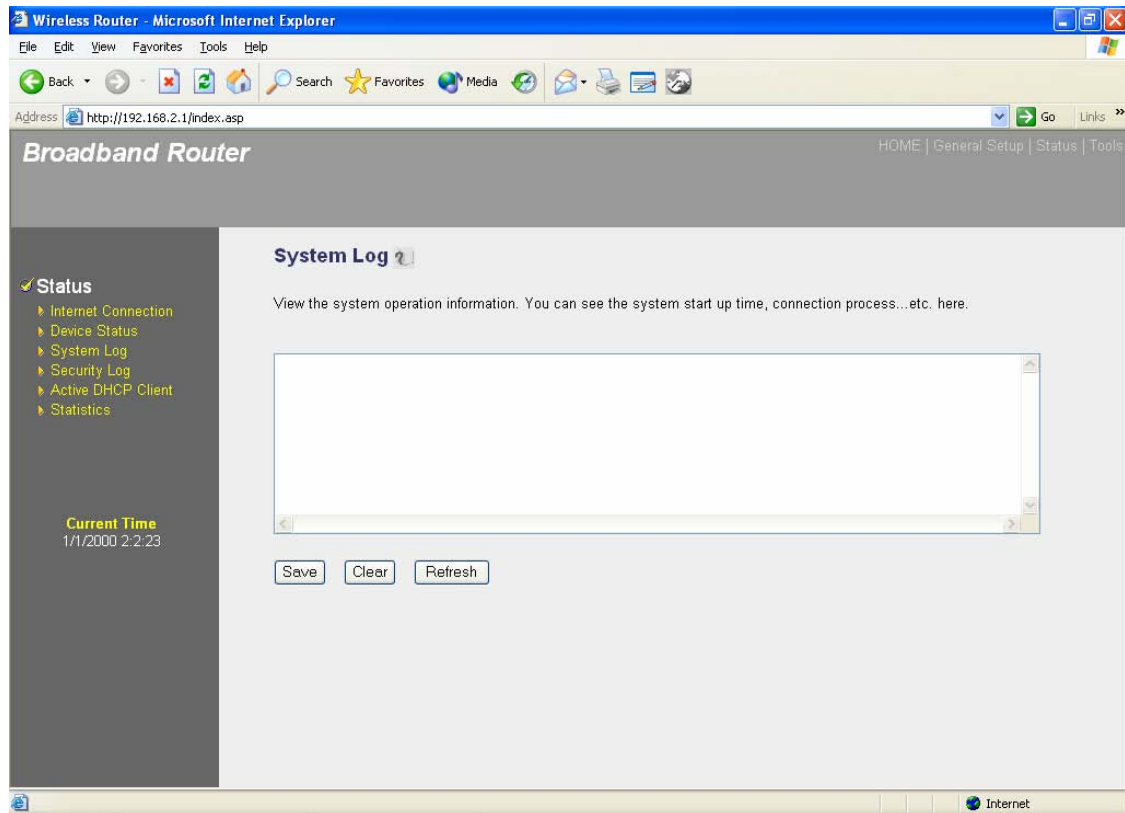 Wireless Router - Microsoft Internet Explorer
File Edit View Favorites Tools Help
Back Search Favorites Media
Address http://192.168.2.1/index.asp Go Links »
Broadband Router
HOME | General Setup | Status | Tools
Status
Internet Connection
Device Status
System Log
Security Log
Active DHCP Client
Statistics
Current Time
1/1/2000 2:2:23
System Log
View the system operation information. You can see the system start up time, connection process...etc. here.
Save Clear Refresh
Internet